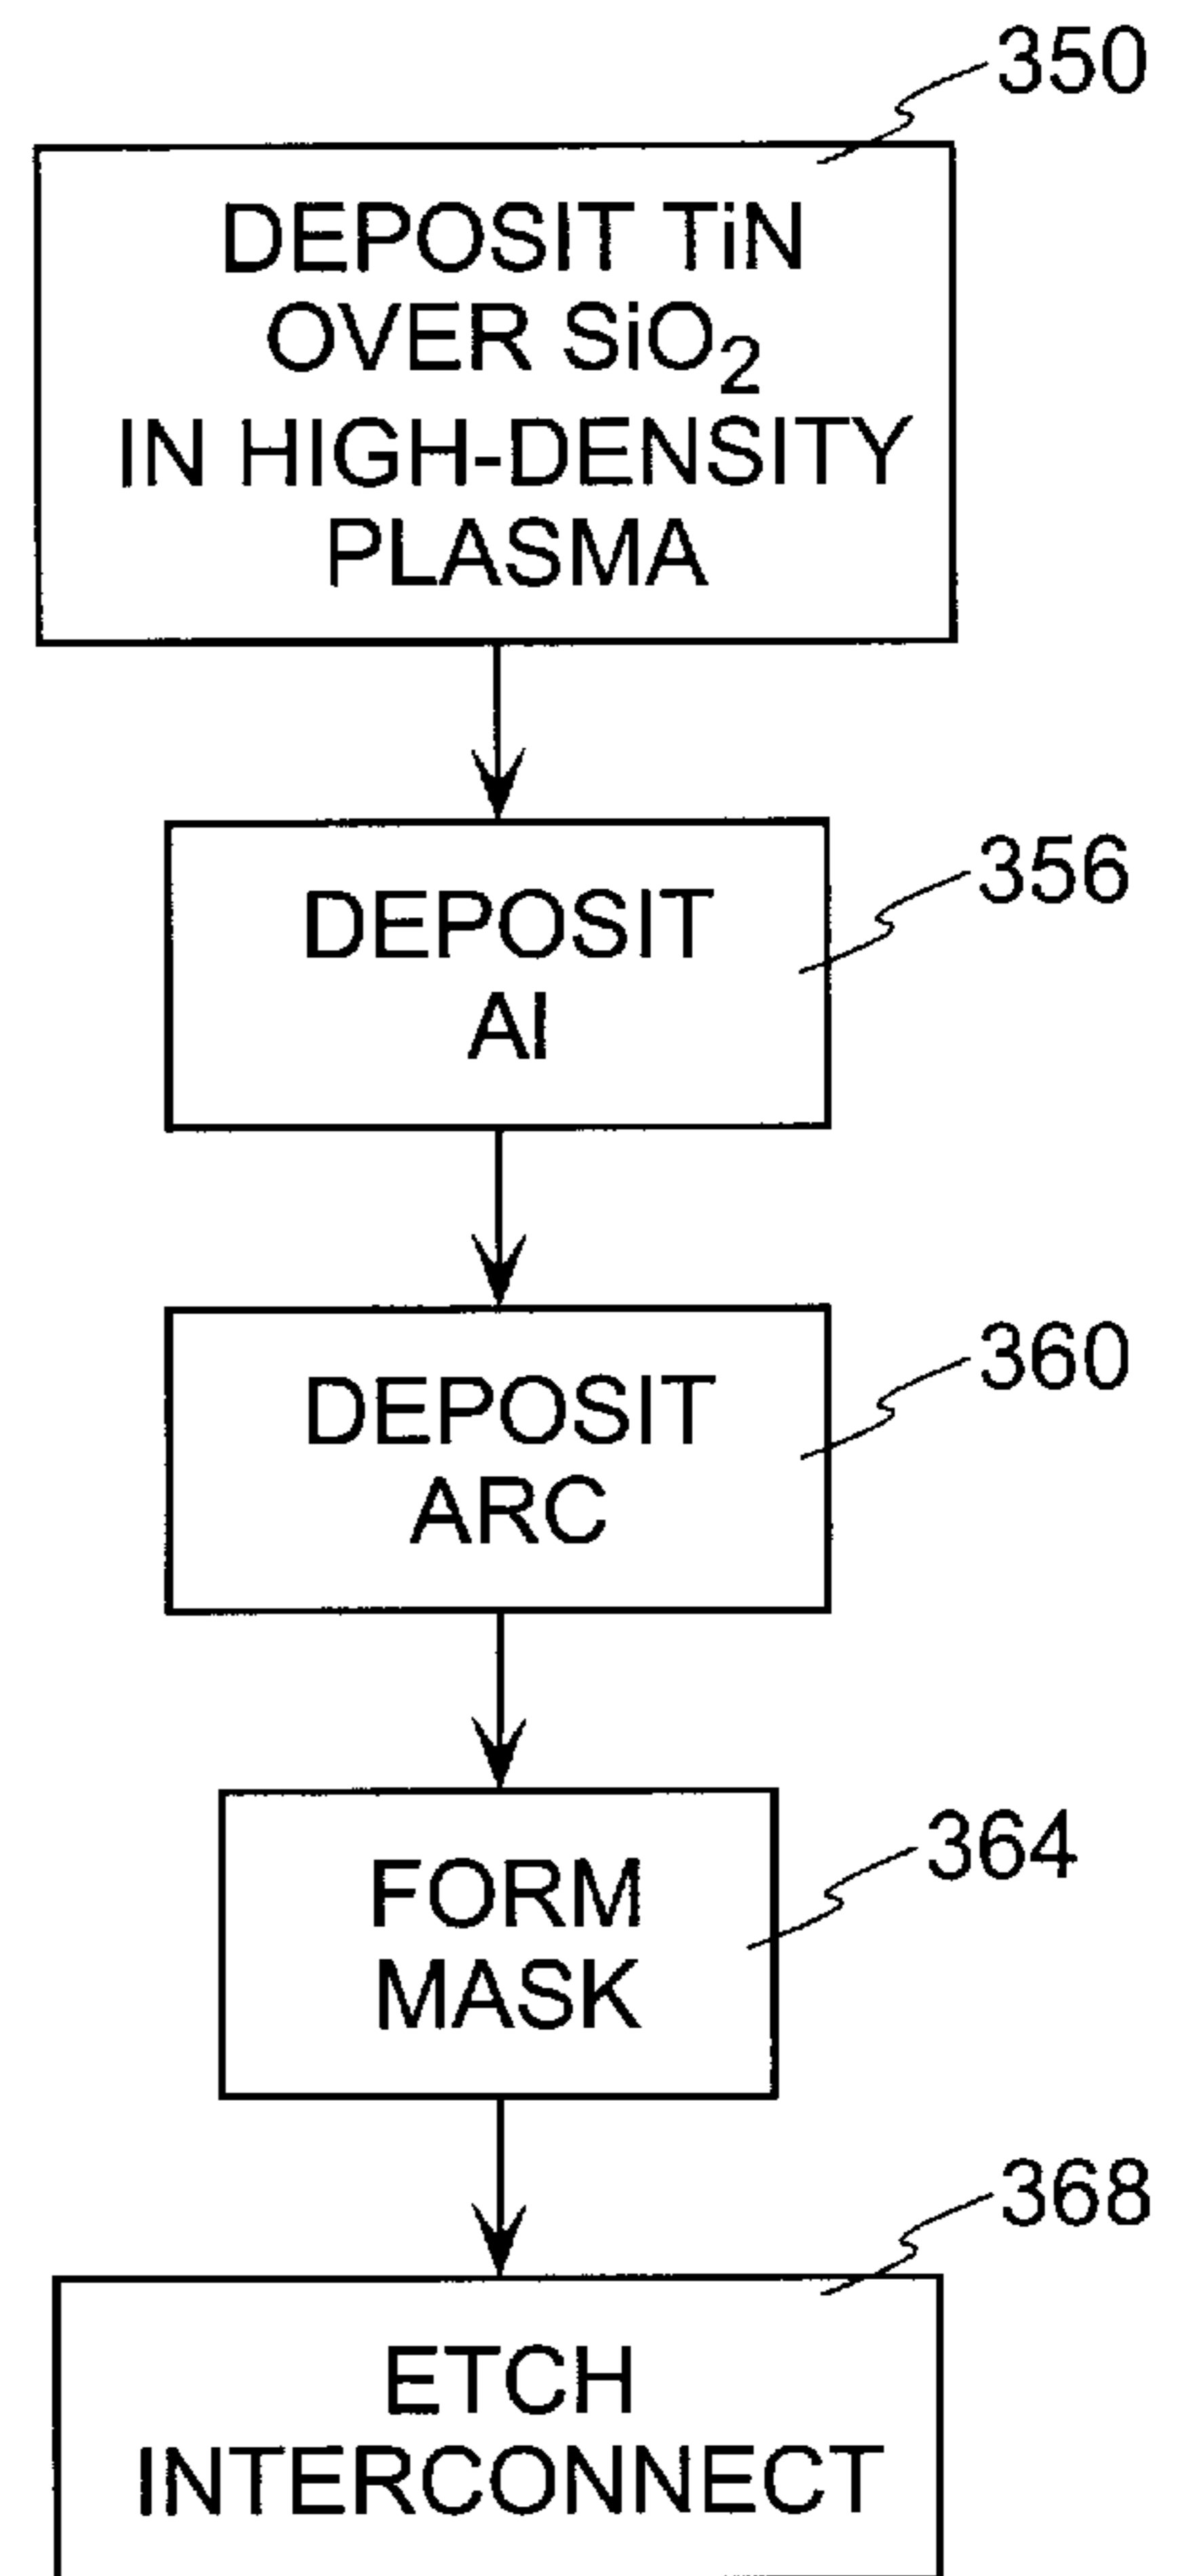 350
DEPOSIT TiN
OVER SiO₂
IN HIGH-DENSITY
PLASMA
356
DEPOSIT
Al
360
DEPOSIT
ARC
364
FORM
MASK
368
ETCH
INTERCONNECT